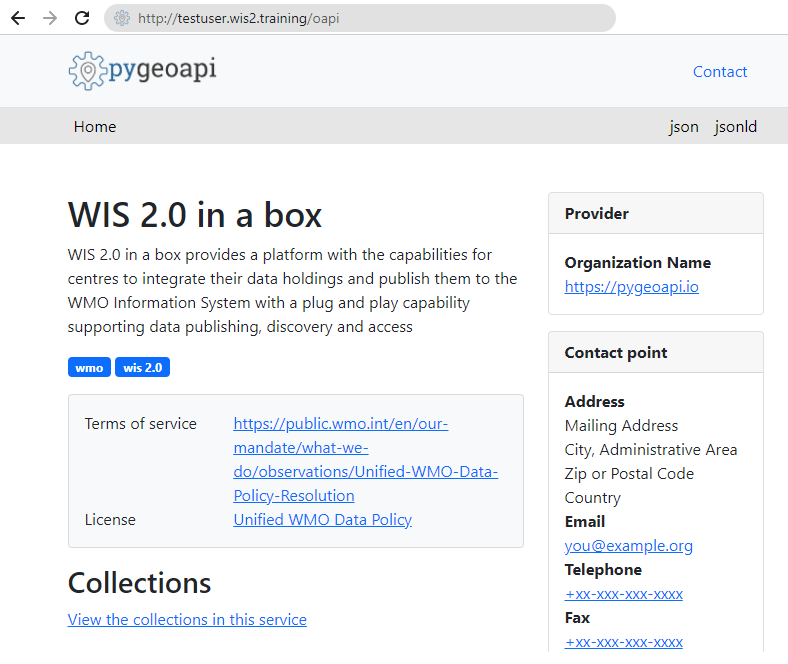 http://testuser.wis2.training/oapi
pygeoapi
Contact
Home
json jsonld
WIS 2.0 in a box
WIS 2.0 in a box provides a platform with the capabilities for
centres to integrate their data holdings and publish them to the
WMO Information System with a plug and play capability
supporting data publishing, discovery and access
wmo wis 2.0
Terms of service https://public.wmo.int/en/our-
mandate/what-we-
do/observations/Unified-WMO-Data-
Policy-Resolution
License Unified WMO Data Policy
Collections
View the collections in this service
Provider
Organization Name
https://pygeoapi.io
Contact point
Address
Mailing Address
City, Administrative Area
Zip or Postal Code
Country
Email
you@example.org
Telephone
+xx-xxx-xxx-xxxx
Fax
+xx-xxx-xxx-xxxx